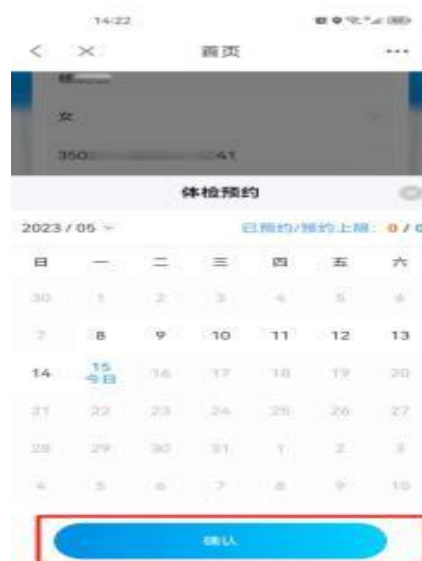 14:22
首页
女
350 41
体检预约
2023 / 05
已预约/预约上限: 0 / 0
日 一 二 三 四 五 六
30 1 2 3 4 5 6
7 8 9 10 11 12 13
14 15 16 17 18 19 20
今日
21 22 23 24 25 26 27
28 29 30 31 1 2 3
4 5 6 7 8 9 10
确认